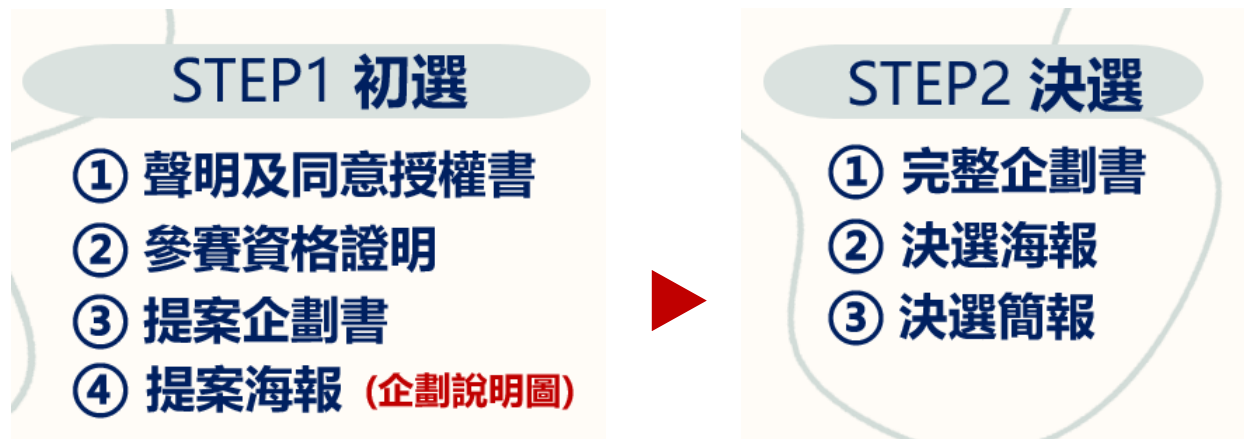 STEP1 初選
① 聲明及同意授權書
② 參賽資格證明
③ 提案企劃書
④ 提案海報 (企劃說明圖)
STEP2 決選
① 完整企劃書
② 決選海報
③ 決選簡報